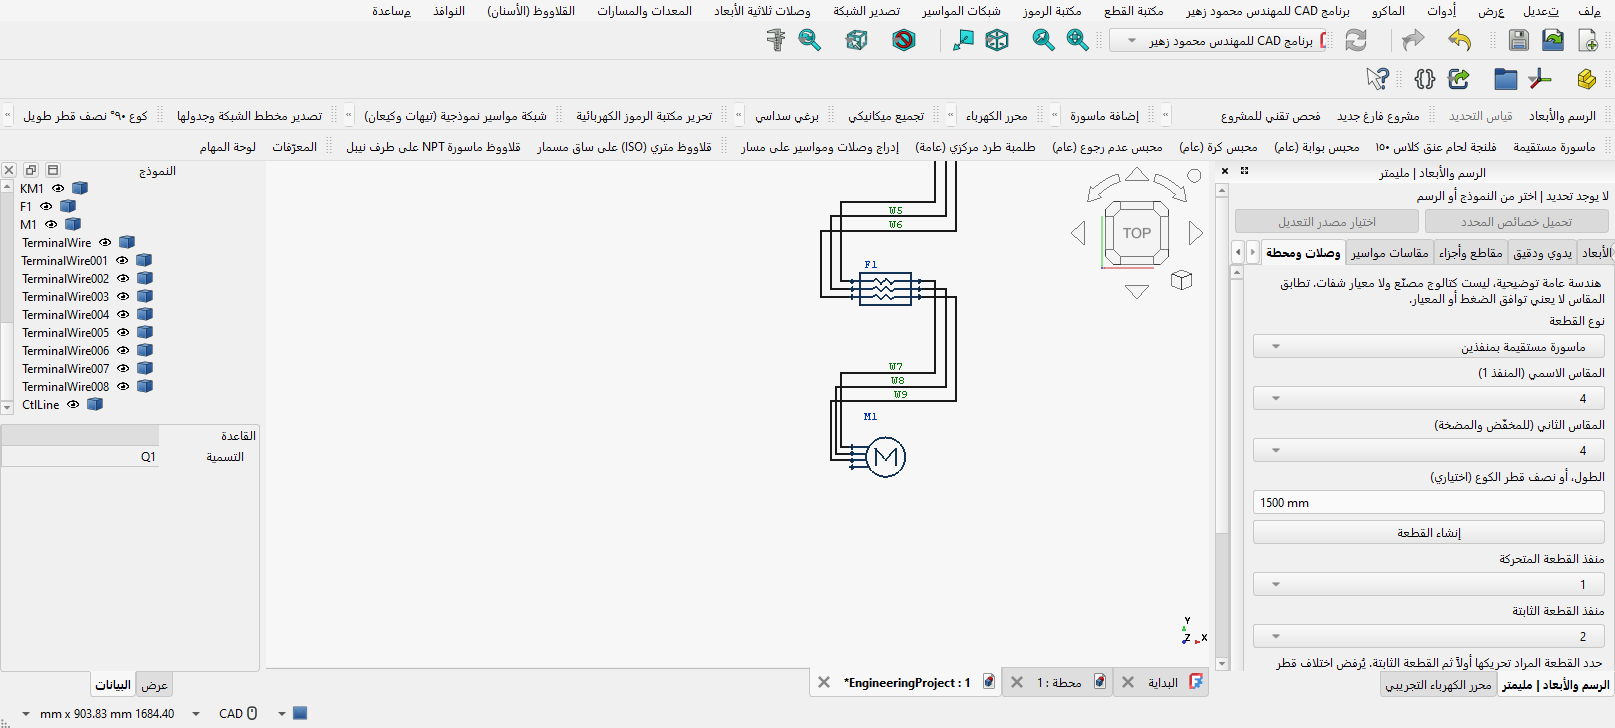 ملف تعديل عرض أدوات الماكرو برنامج CAD للمهندس محمود زهير مكتبة القطع مكتبة الرموز شبكات المواسير تصدير الشبكة وصلات ثلاثية الأبعاد المعدات والمسارات القلاووظ (الأسنان) النوافذ مساعدة
برنامج CAD للمهندس محمود زهير
الرسم والأبعاد قياس التحديد مشروع فارغ جديد فحص تقني للمشروع
إضافة ماسورة محرر الكهرباء تجميع ميكانيكي برغي سداسي تحرير مكتبة الرموز الكهربائية شبكة مواسير نموذجية (تيهات وكيعان) تصدير مخطط الشبكة وجدولها كوع ٩٠° نصف قطر طويل
ماسورة مستقيمة فلنجة لحام عنق كلاس ١٥٠ محبس بوابة (عام) محبس كرة (عام) محبس عدم رجوع (عام) طلمبة طرد مركزي (عامة) إدراج وصلات ومواسير على مسار قلاووظ متري (ISO) على ساق مسمار قلاووظ ماسورة NPT على طرف نيبل المعرّفات لوحة المهام
الرسم والأبعاد | مليمتر
لا يوجد تحديد | اختر من النموذج أو الرسم
تحميل خصائص المحدد
اختيار مصدر التعديل
الأبعاد يدوي ودقيق مقاطع وأجزاء مقاسات مواسير وصلات ومحطة
هندسة عامة توضيحية، ليست كتالوج مصنّع ولا معيار شفات. تطابق
المقاس لا يعني توافق الضغط أو المعيار.
نوع القطعة
ماسورة مستقيمة بمنفذين
المقاس الاسمي (المنفذ 1)
4
المقاس الثاني (للمخفّض والمضخة)
4
الطول، أو نصف قطر الكوع (اختياري)
1500 mm
إنشاء القطعة
منفذ القطعة المتحركة
1
منفذ القطعة الثابتة
2
حدد القطعة المراد تحريكها أولاً ثم القطعة الثابتة. يُرفض اختلاف قطر
الرسم والأبعاد | مليمتر محرر الكهرباء التجريبي
TOP
W5
W6
F1
W7
W8
W9
M1
M
Y
Z X
البداية
محطة : 1
EngineeringProject : 1*
النموذج
KM1
F1
M1
TerminalWire
TerminalWire001
TerminalWire002
TerminalWire003
TerminalWire004
TerminalWire005
TerminalWire006
TerminalWire007
TerminalWire008
CtlLine
القاعدة
التسمية Q1
عرض البيانات
CAD
mm x 903.83 mm 1684.40